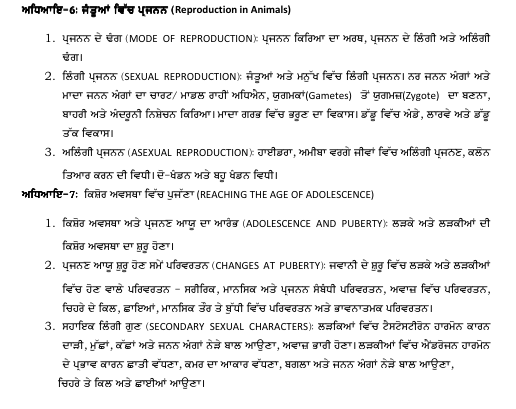 ਅਧਿਆਇ-6: ਜੰਤੂਆਂ ਵਿੱਚ ਪ੍ਰਜਨਨ (Reproduction in Animals)
1. ਪ੍ਰਜਨਨ ਦੇ ਢੰਗ (MODE OF REPRODUCTION): ਪ੍ਰਜਨਨ ਕਿਰਿਆ ਦਾ ਅਰਥ, ਪ੍ਰਜਨਨ ਦੇ ਲਿੰਗੀ ਅਤੇ ਅਲਿੰਗੀ
ਢੰਗ।
2. ਲਿੰਗੀ ਪ੍ਰਜਨਨ (SEXUAL REPRODUCTION): ਜੰਤੂਆਂ ਅਤੇ ਮਨੁੱਖ ਵਿੱਚ ਲਿੰਗੀ ਪ੍ਰਜਨਨ। ਨਰ ਜਨਨ ਅੰਗਾਂ ਅਤੇ
ਮਾਦਾ ਜਨਨ ਅੰਗਾਂ ਦਾ ਚਾਰਟ/ ਮਾਡਲ ਰਾਹੀਂ ਅਧਿਐਨ, ਯੁਗਮਕਾਂ(Gametes) ਤੋਂ ਯੁਗਮਜ਼(Zygote) ਦਾ ਬਣਨਾ,
ਬਾਹਰੀ ਅਤੇ ਅੰਦਰੂਨੀ ਨਿਸ਼ੇਚਨ ਕਿਰਿਆ। ਮਾਦਾ ਗਰਭ ਵਿੱਚ ਭਰੂਣ ਦਾ ਵਿਕਾਸ। ਡੱਡੂ ਵਿੱਚ ਅੰਡੇ, ਲਾਰਵੇ ਅਤੇ ਡੱਡੂ
ਤੱਕ ਵਿਕਾਸ।
3. ਅਲਿੰਗੀ ਪ੍ਰਜਨਨ (ASEXUAL REPRODUCTION): ਹਾਈਡਰਾ, ਅਮੀਬਾ ਵਰਗੇ ਜੀਵਾਂ ਵਿੱਚ ਅਲਿੰਗੀ ਪ੍ਰਜਨਣ, ਕਲੋਨ
ਤਿਆਰ ਕਰਨ ਦੀ ਵਿਧੀ। ਦੋ-ਖੰਡਨ ਅਤੇ ਬਹੁ ਖੰਡਨ ਵਿਧੀ।
ਅਧਿਆਇ-7: ਕਿਸ਼ੋਰ ਅਵਸਥਾ ਵਿੱਚ ਪੁਜੱਣਾ (REACHING THE AGE OF ADOLESCENCE)
1. ਕਿਸ਼ੋਰ ਅਵਸਥਾ ਅਤੇ ਪ੍ਰਜਨਣ ਆਯੂ ਦਾ ਆਰੰਭ (ADOLESCENCE AND PUBERTY): ਲੜਕੇ ਅਤੇ ਲੜਕੀਆਂ ਦੀ
ਕਿਸ਼ੋਰ ਅਵਸਥਾ ਦਾ ਸ਼ੁਰੂ ਹੋਣਾ।
2. ਪ੍ਰਜਨਣ ਆਯੂ ਸ਼ੁਰੂ ਹੋਣ ਸਮੇਂ ਪਰਿਵਰਤਨ (CHANGES AT PUBERTY): ਜਵਾਨੀ ਦੇ ਸ਼ੁਰੂ ਵਿੱਚ ਲੜਕੇ ਅਤੇ ਲੜਕੀਆਂ
ਵਿੱਚ ਹੋਣ ਵਾਲੇ ਪਰਿਵਰਤਨ – ਸਰੀਰਿਕ, ਮਾਨਸਿਕ ਅਤੇ ਪ੍ਰਜਨਨ ਸੰਬੰਧੀ ਪਰਿਵਰਤਨ, ਅਵਾਜ਼ ਵਿੱਚ ਪਰਿਵਰਤਨ,
ਚਿਹਰੇ ਦੇ ਕਿਲ, ਛਾਇਆਂ, ਮਾਨਸਿਕ ਤੌਰ ਤੇ ਬੁੱਧੀ ਵਿੱਚ ਪਰਿਵਰਤਨ ਅਤੇ ਭਾਵਨਾਤਮਕ ਪਰਿਵਰਤਨ।
3. ਸਹਾਇਕ ਲਿੰਗੀ ਗੁਣ (SECONDARY SEXUAL CHARACTERS): ਲੜਕਿਆਂ ਵਿੱਚ ਟੈਸਟੋਸਟੀਰੋਨ ਹਾਰਮੋਨ ਕਾਰਨ
ਦਾੜੀ, ਮੁੱਛਾਂ, ਕੱਛਾਂ ਅਤੇ ਜਨਨ ਅੰਗਾਂ ਨੇੜੇ ਬਾਲ ਆਉਣਾ, ਅਵਾਜ਼ ਭਾਰੀ ਹੋਣਾ। ਲੜਕੀਆਂ ਵਿੱਚ ਐਂਡਰੋਜਨ ਹਾਰਮੋਨ
ਦੇ ਪ੍ਰਭਾਵ ਕਾਰਨ ਛਾਤੀ ਵੱਧਣਾ, ਕਮਰ ਦਾ ਆਕਾਰ ਵੱਧਣਾ, ਬਗਲਾ ਅਤੇ ਜਨਨ ਅੰਗਾਂ ਨੇੜੇ ਬਾਲ ਆਉਣਾ,
ਚਿਹਰੇ ਤੇ ਕਿਲ ਅਤੇ ਛਾਈਆਂ ਆਉਣਾ।